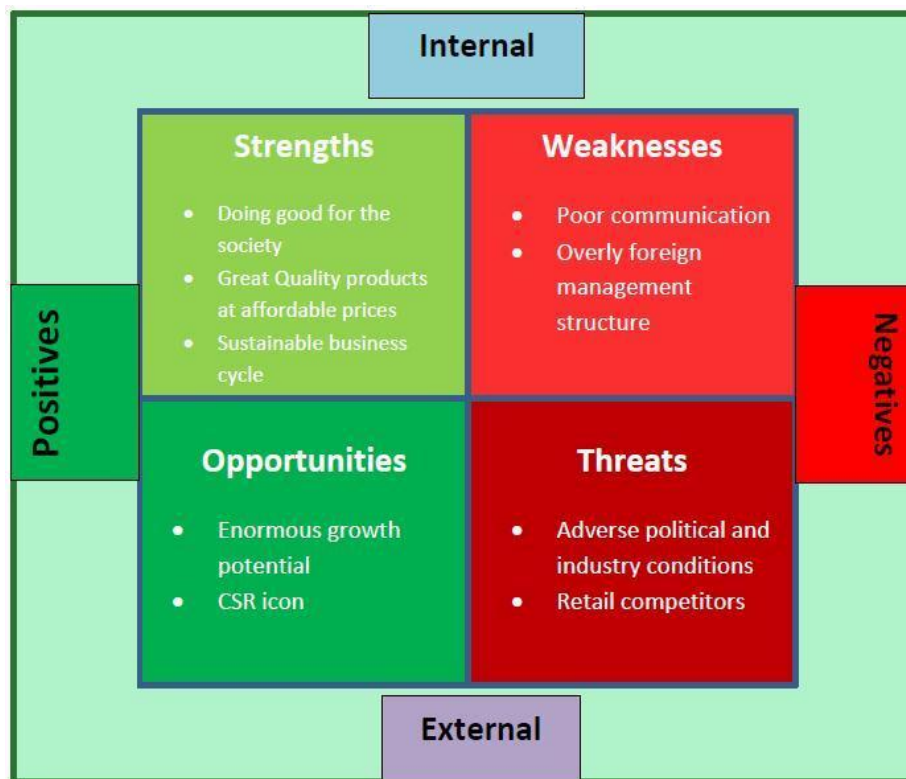 Internal
Strengths
• Doing good for the
society
• Great Quality products
at affordable prices
• Sustainable business
cycle
Weaknesses
• Poor communication
• Overly foreign
management
structure
Positives
Negatives
Opportunities
• Enormous growth
potential
• CSR icon
Threats
• Adverse political and
industry conditions
• Retail competitors
External